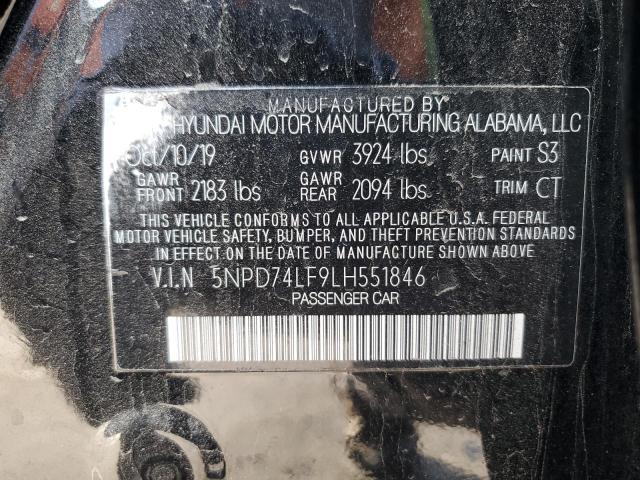 MANUFACTURED BY
HYUNDAI MOTOR MANUFACTURING ALABAMA, LLC
Oct/10/19 GVWR 3924 lbs PAINT S3
GAWR FRONT 2183 lbs GAWR REAR 2094 lbs TRIM CT
THIS VEHICLE CONFORMS TO ALL APPLICABLE U.S.A. FEDERAL
MOTOR VEHICLE SAFETY, BUMPER, AND THEFT PREVENTION STANDARDS
IN EFFECT ON THE DATE OF MANUFACTURE SHOWN ABOVE.
V.I.N 5NPD74LF9LH551846
PASSENGER CAR